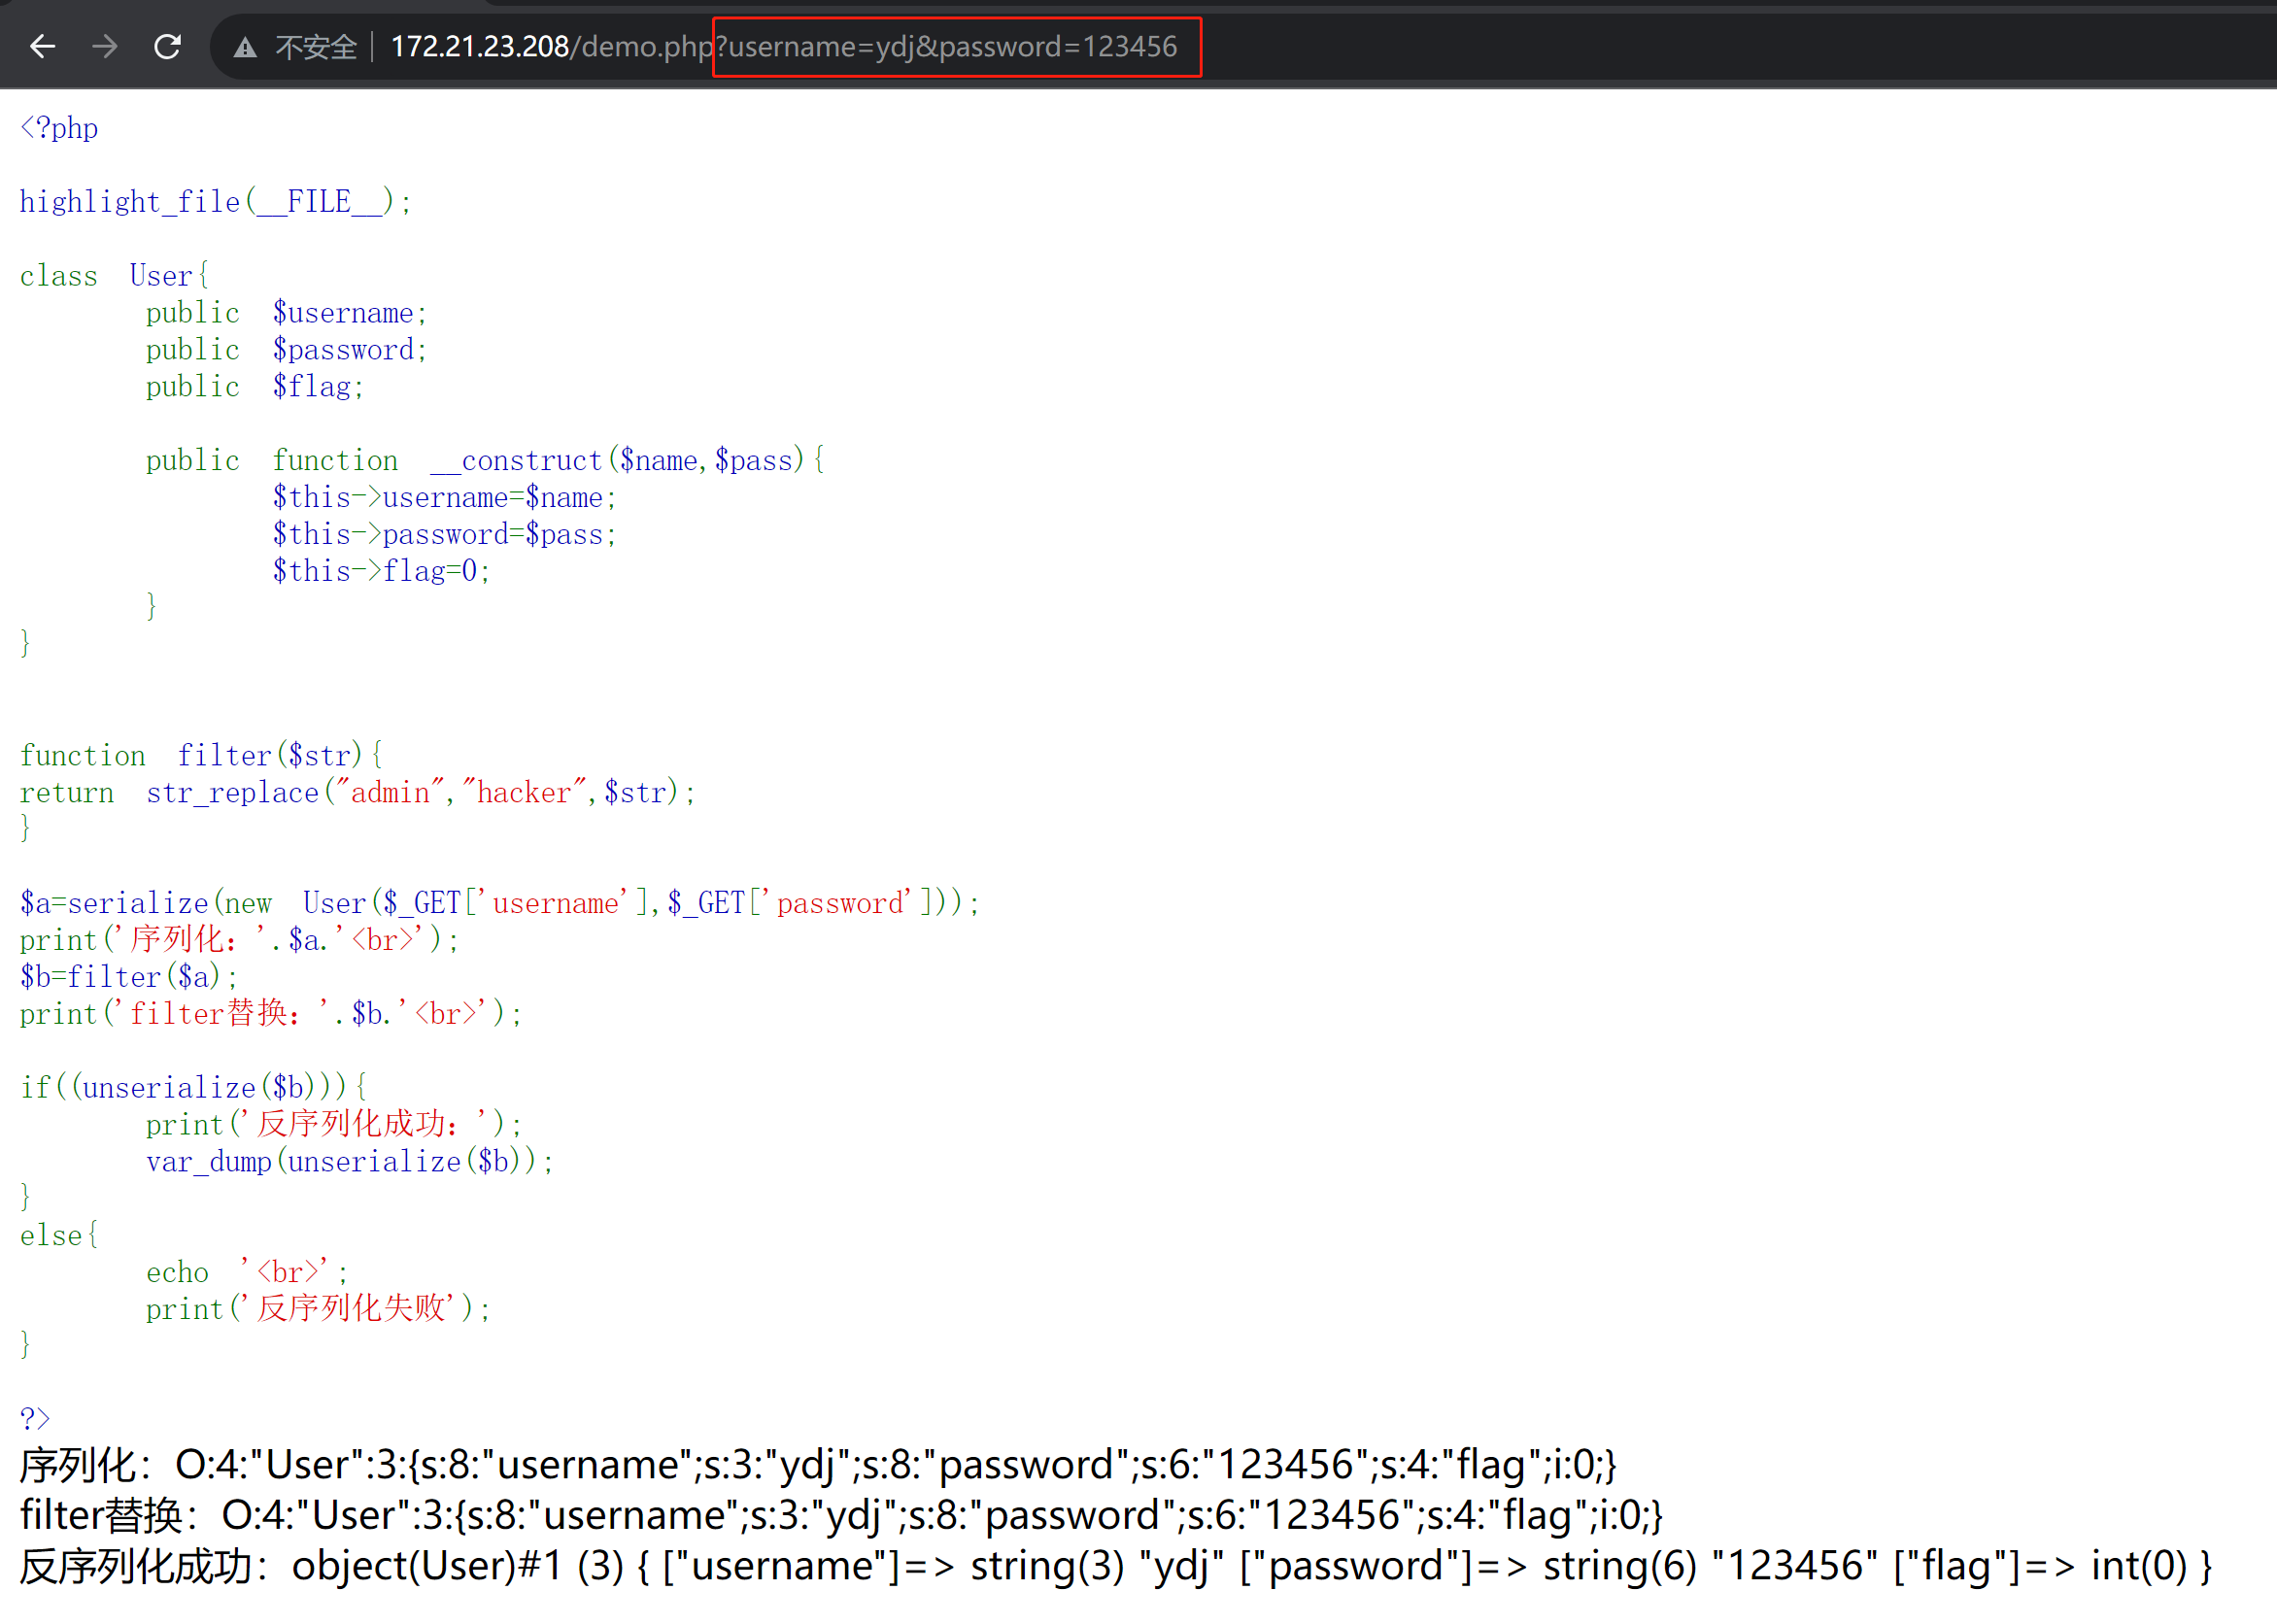 不安全 | 172.21.23.208/demo.php?username=ydj&password=123456
<?php
highlight_file(__FILE__);
class User{
public $username;
public $password;
public $flag;
public function __construct($name,$pass){
$this->username=$name;
$this->password=$pass;
$this->flag=0;
}
}
function filter($str){
return str_replace("admin","hacker",$str);
}
$a=serialize(new User($_GET['username'],$_GET['password']));
print('序列化：'.$a.'<br>');
$b=filter($a);
print('filter替换：'.$b.'<br>');
if((unserialize($b))){
print('反序列化成功：');
var_dump(unserialize($b));
}
else{
echo '<br>';
print('反序列化失败');
}
?>
序列化：O:4:"User":3:{s:8:"username";s:3:"ydj";s:8:"password";s:6:"123456";s:4:"flag";i:0;}
filter替换：O:4:"User":3:{s:8:"username";s:3:"ydj";s:8:"password";s:6:"123456";s:4:"flag";i:0;}
反序列化成功：object(User)#1 (3) { ["username"]=> string(3) "ydj" ["password"]=> string(6) "123456" ["flag"]=> int(0) }